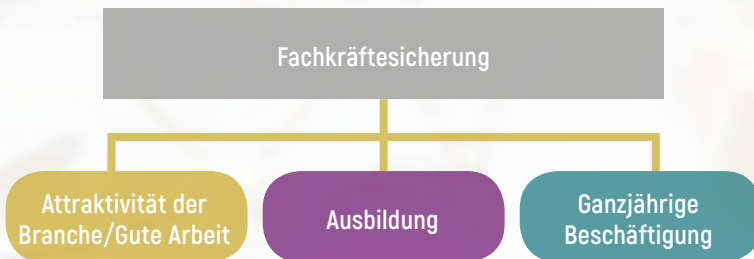 Fachkräftesicherung
Attraktivität der
Branche/Gute Arbeit
Ausbildung
Ganzjährige
Beschäftigung